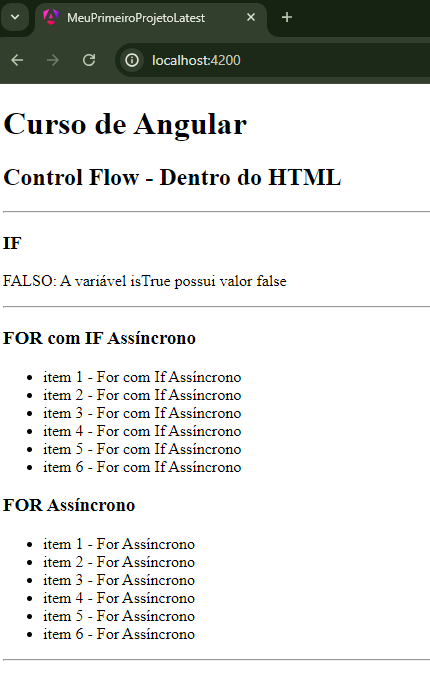 MeuPrimeiroProjetoLatest
localhost:4200
Curso de Angular
Control Flow - Dentro do HTML
IF
FALSO: A variável isTrue possui valor false
FOR com IF Assíncrono
item 1 - For com If Assíncrono
item 2 - For com If Assíncrono
item 3 - For com If Assíncrono
item 4 - For com If Assíncrono
item 5 - For com If Assíncrono
item 6 - For com If Assíncrono
FOR Assíncrono
item 1 - For Assíncrono
item 2 - For Assíncrono
item 3 - For Assíncrono
item 4 - For Assíncrono
item 5 - For Assíncrono
item 6 - For Assíncrono